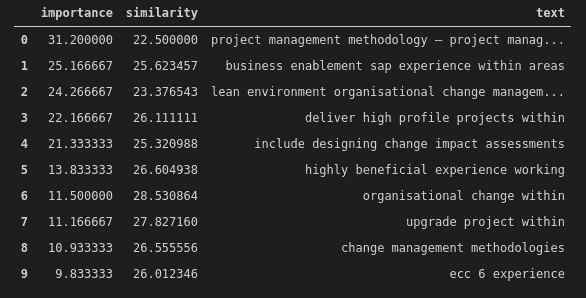 importance similarity text
0 31.200000 22.500000 project management methodology – project manag...
1 25.166667 25.623457 business enablement sap experience within areas
2 24.266667 23.376543 lean environment organisational change managem...
3 22.166667 26.111111 deliver high profile projects within
4 21.333333 25.320988 include designing change impact assessments
5 13.833333 26.604938 highly beneficial experience working
6 11.500000 28.530864 organisational change within
7 11.166667 27.827160 upgrade project within
8 10.933333 26.555556 change management methodologies
9 9.833333 26.012346 ecc 6 experience